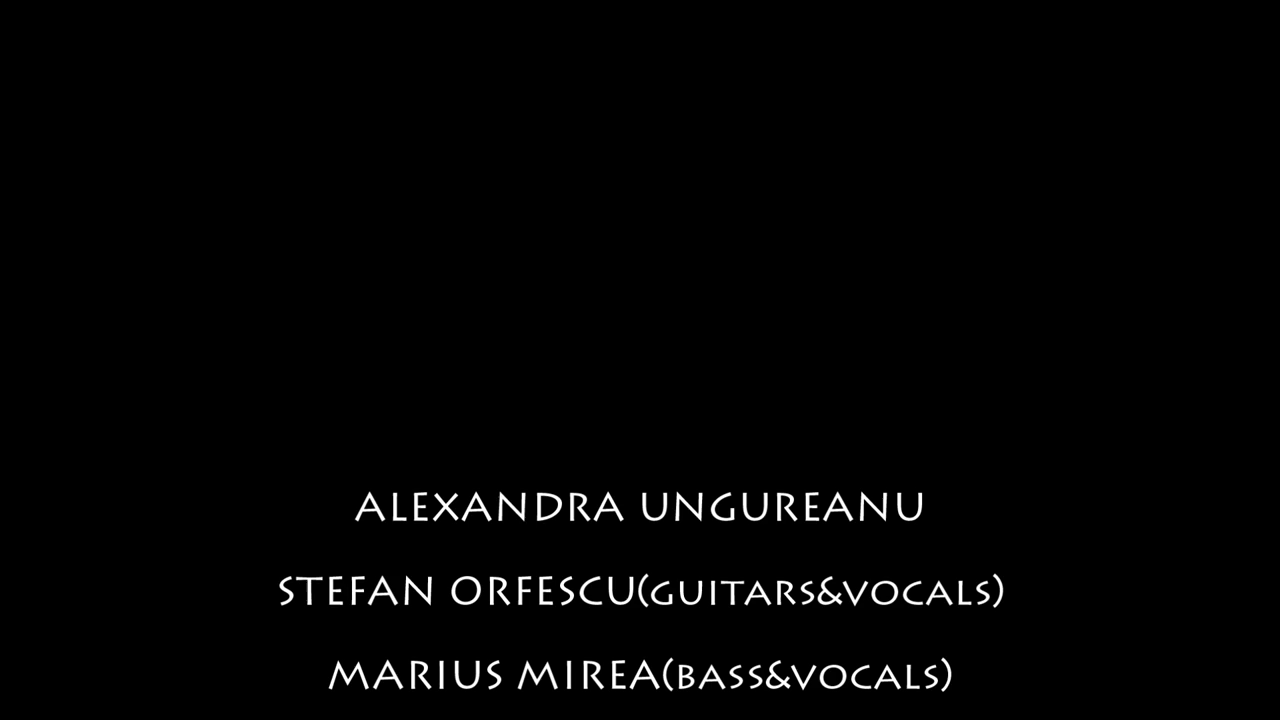 ALEXANDRA UNGUREANU
STEFAN ORFESCU(GUITARS&VOCALS)
MARIUS MIREA(BASS&VOCALS)